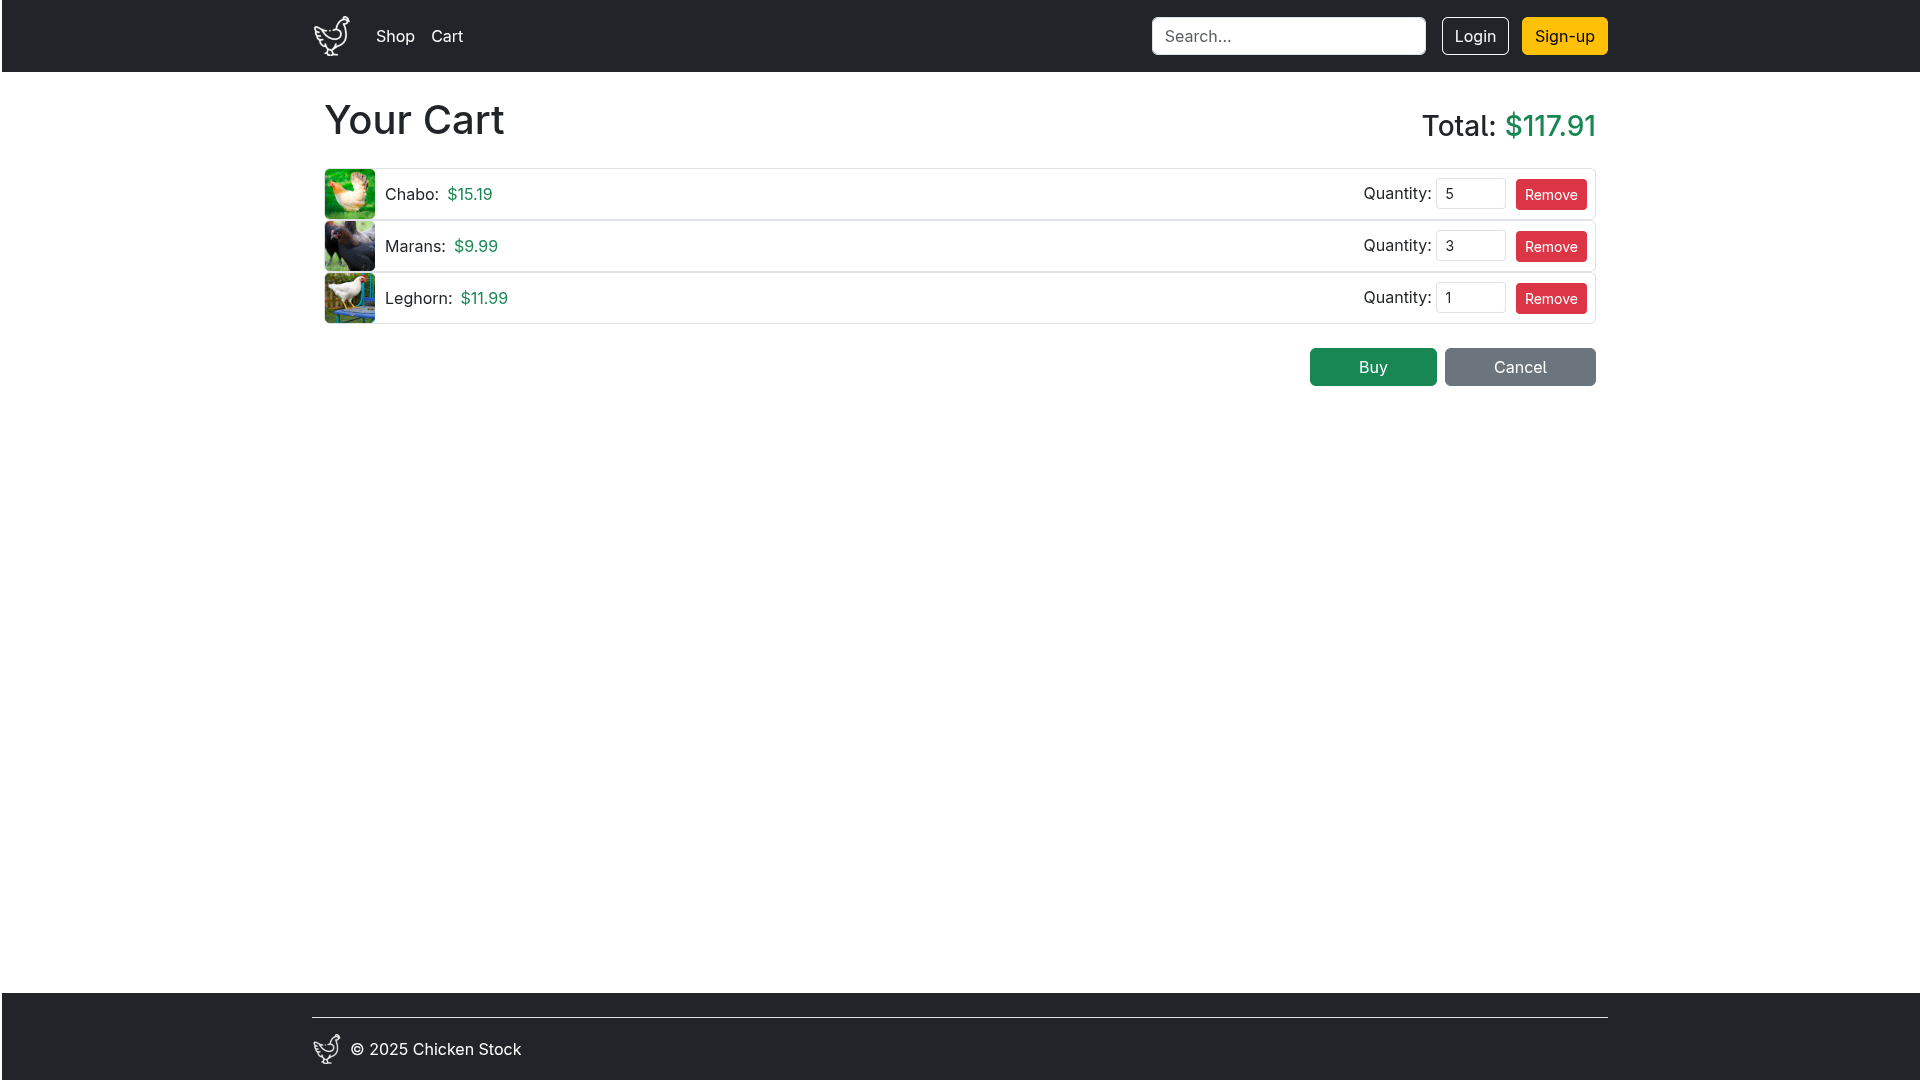 Shop Cart Search... Login Sign-up
Your Cart Total: $117.91
Chabo: $15.19 Quantity: 5 Remove
Marans: $9.99 Quantity: 3 Remove
Leghorn: $11.99 Quantity: 1 Remove
Buy Cancel
© 2025 Chicken Stock